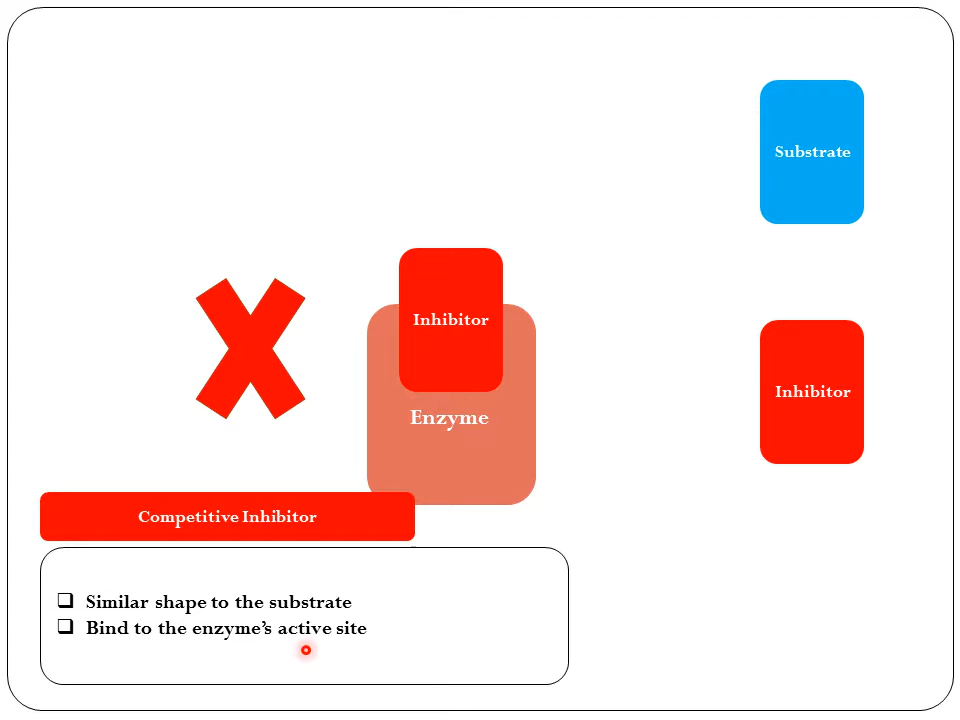 Substrate
Inhibitor
Inhibitor
Enzyme
Competitive Inhibitor
❑ Similar shape to the substrate
❑ Bind to the enzyme's active site